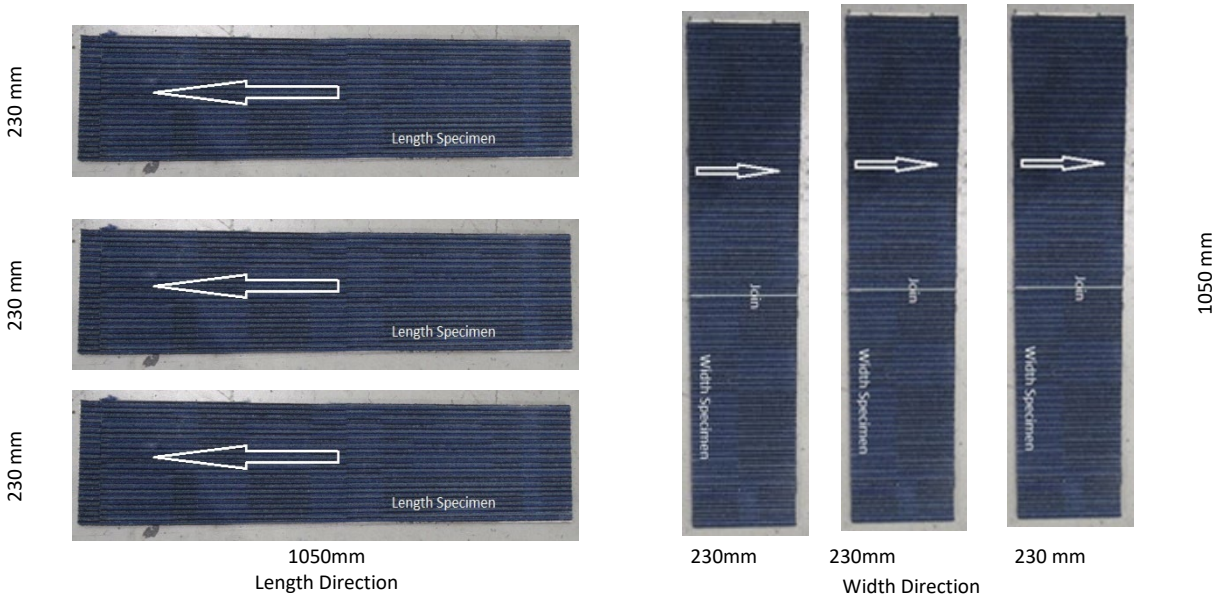 230 mm
Length Specimen
230 mm
Length Specimen
230 mm
Length Specimen
1050mm
Length Direction
Join
Width Specimen
Join
Width Specimen
Join
Width Specimen
1050 mm
230mm
230mm
230 mm
Width Direction